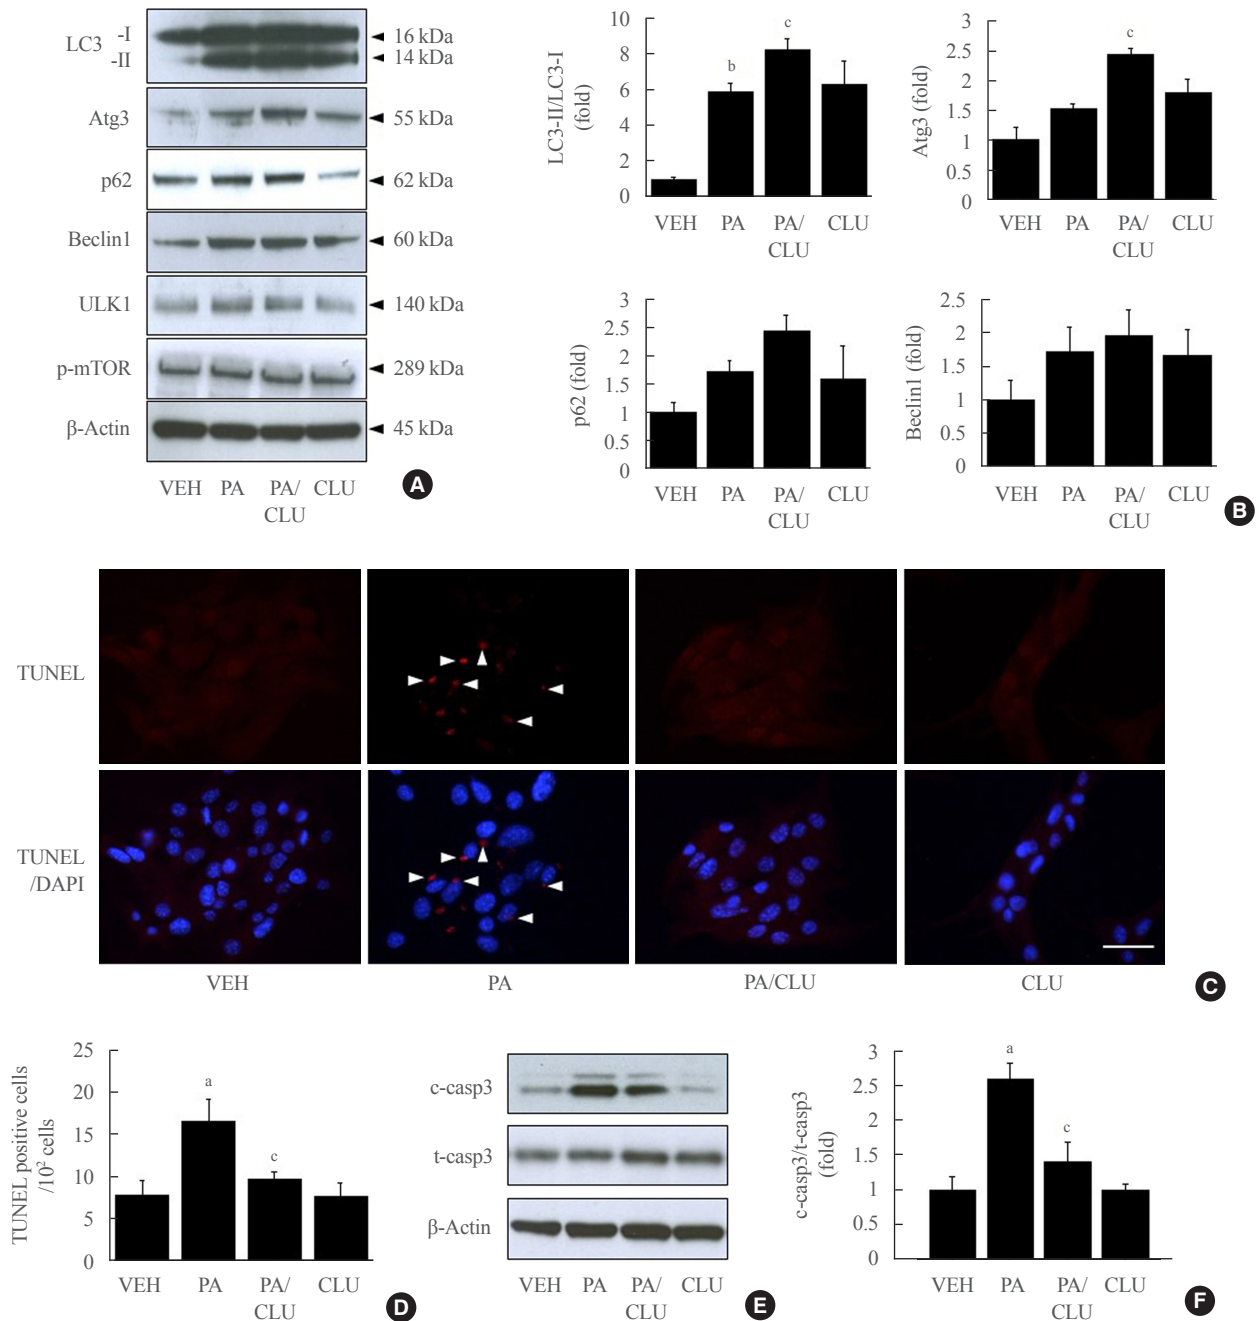 LC3 -I
-II
16 kDa
14 kDa
Atg3
55 kDa
p62
62 kDa
Beclin1
60 kDa
ULK1
140 kDa
p-mTOR
289 kDa
β-Actin
45 kDa
VEH PA PA/ CLU
CLU
A
LC3-II/LC3-I
(fold)
10
8
6
4
2
0
b
c
VEH PA PA/ CLU
CLU
Atg3 (fold)
3
2.5
2
1.5
1
0.5
0
c
VEH PA PA/ CLU
CLU
p62 (fold)
3
2.5
2
1.5
1
0.5
0
VEH PA PA/ CLU
CLU
Beclin1 (fold)
2.5
2
1.5
1
0.5
0
VEH PA PA/ CLU
CLU
B
TUNEL
TUNEL
/DAPI
VEH PA PA/CLU CLU
C
TUNEL positive cells
/10² cells
25
20
15
10
5
0
a
c
VEH PA PA/ CLU
CLU
D
c-casp3
t-casp3
β-Actin
VEH PA PA/ CLU
CLU
E
c-casp3/t-casp3
(fold)
3
2.5
2
1.5
1
0.5
0
a
c
VEH PA PA/ CLU
CLU
F